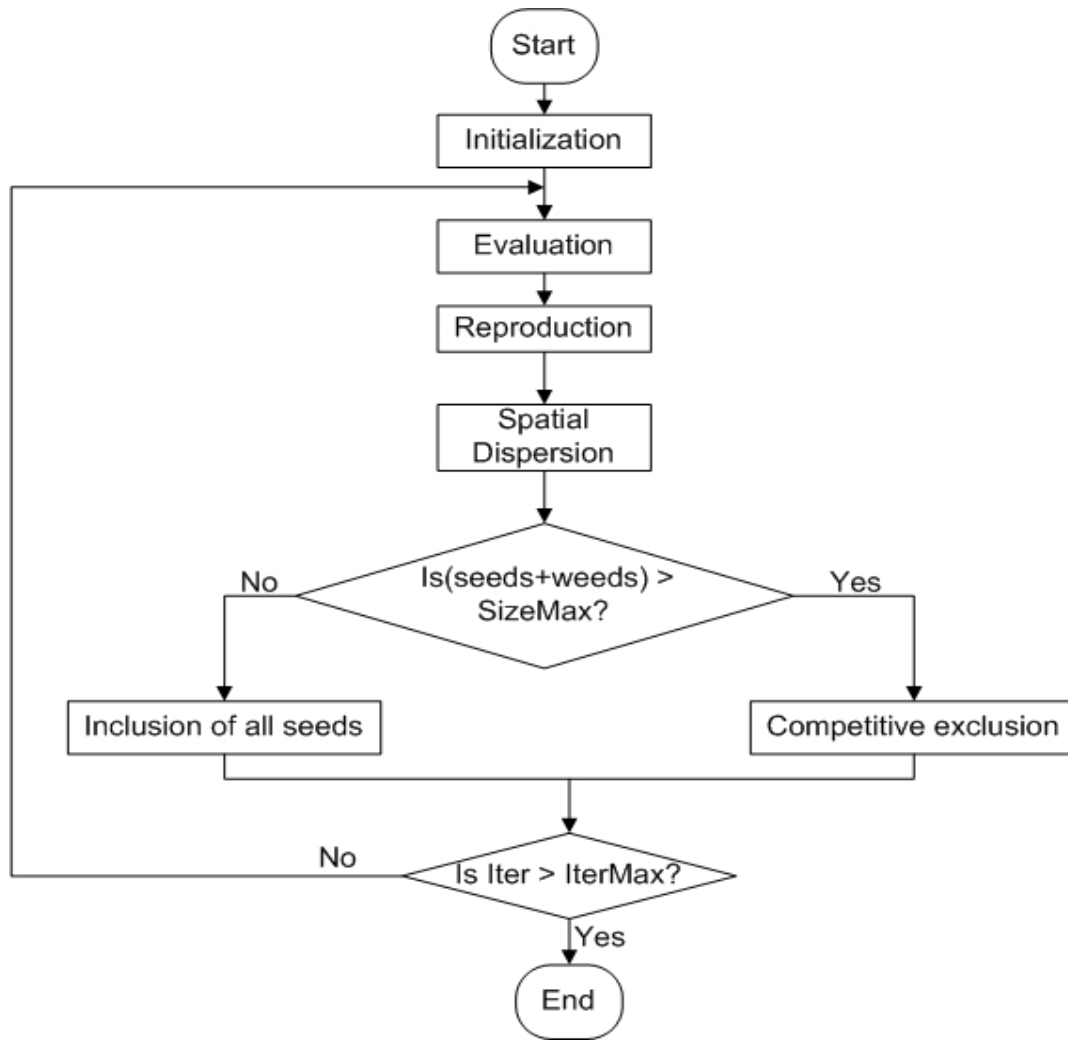 Start
Initialization
Evaluation
Reproduction
Spatial
Dispersion
No
Is(seeds+weeds) >
SizeMax?
Yes
Inclusion of all seeds
Competitive exclusion
No
Is Iter > IterMax?
Yes
End